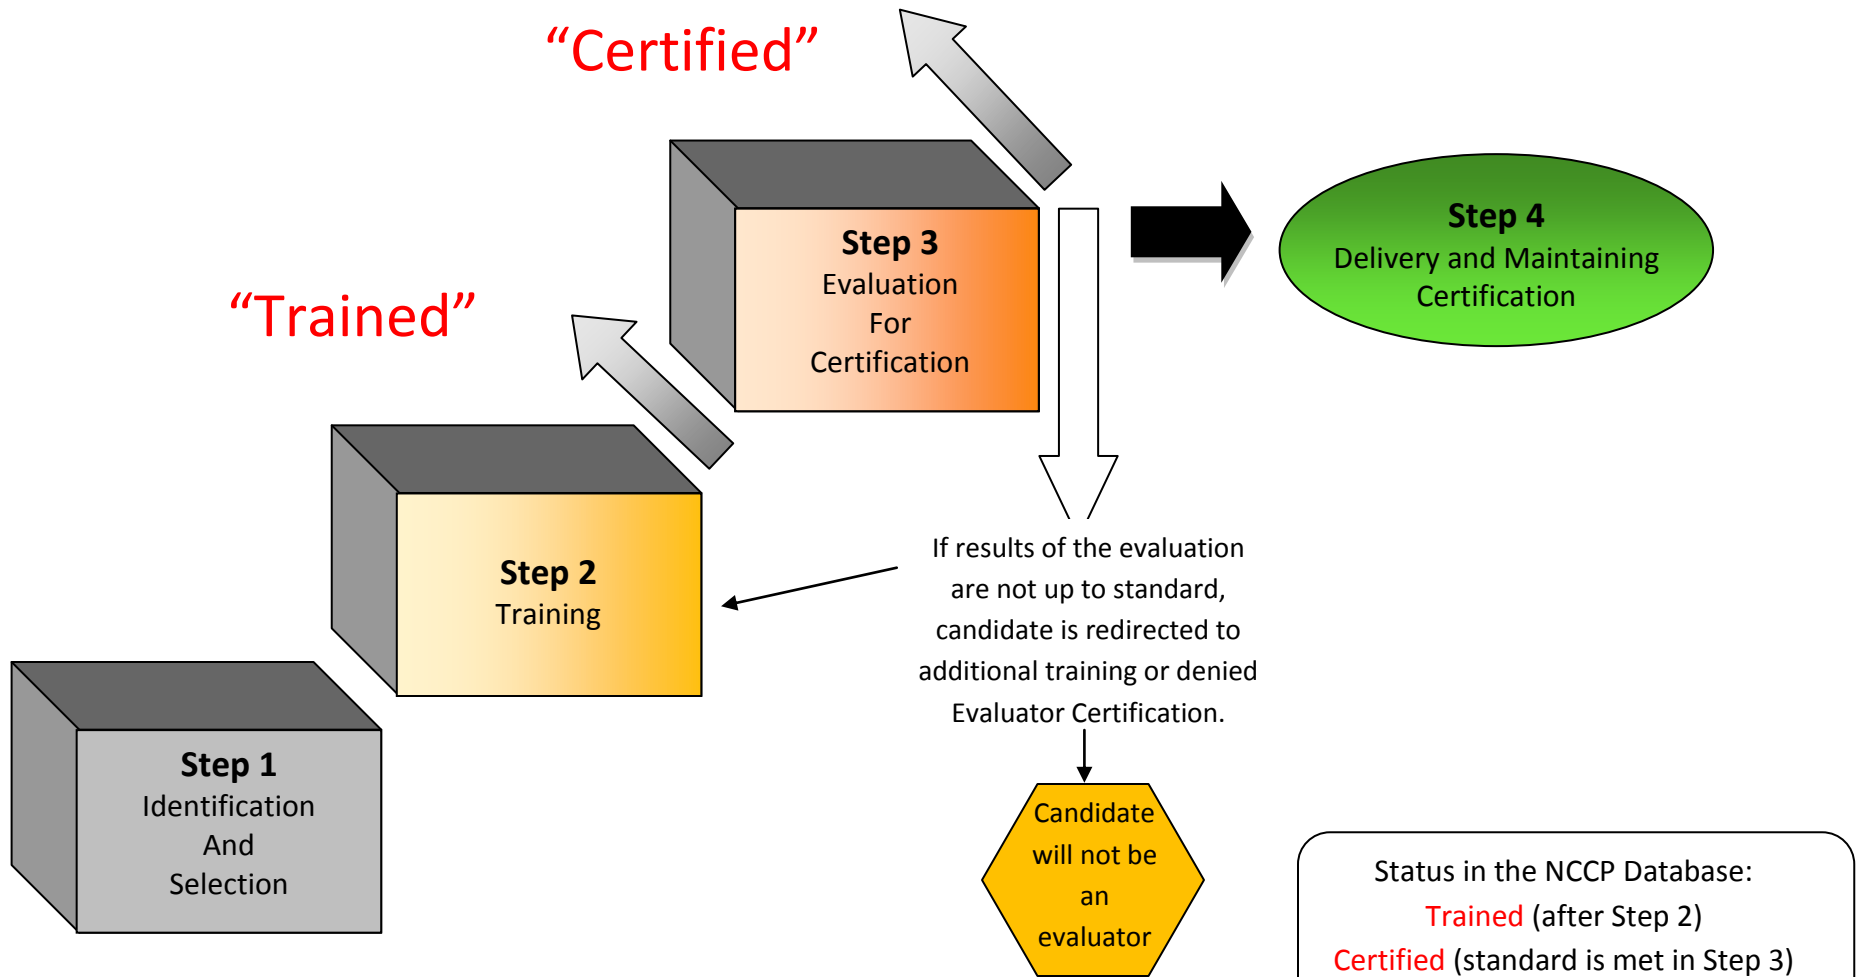 “Certified”
“Trained”
Step 3
Evaluation
For
Certification
Step 4
Delivery and Maintaining
Certification
Step 2
Training
If results of the evaluation
are not up to standard,
candidate is redirected to
additional training or denied
Evaluator Certification.
Step 1
Identification
And
Selection
Candidate
will not be
an
evaluator
Status in the NCCP Database:
Trained (after Step 2)
Certified (standard is met in Step 3)